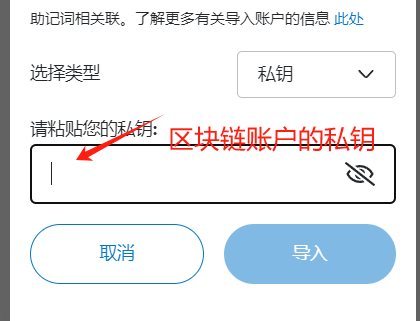 助记词相关联。了解更多有关导入账户的信息 此处
选择类型
私钥
请粘贴您的私钥:
区块链账户的私钥
取消
导入